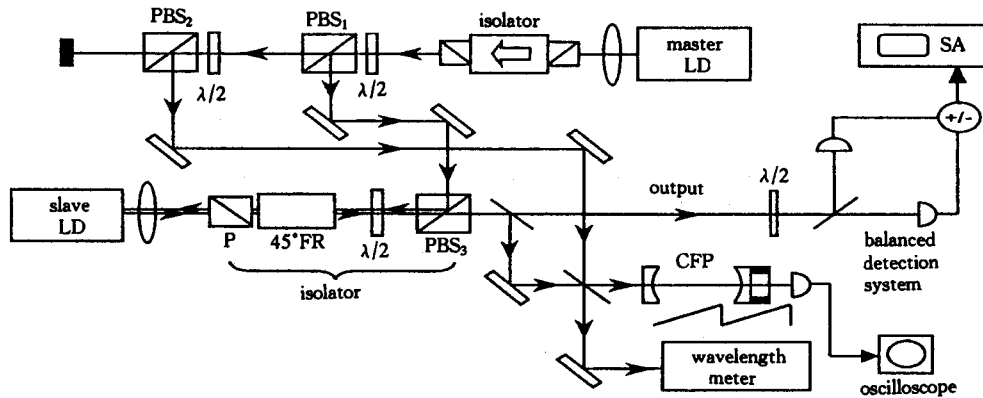 PBS₂
PBS₁
isolator
master
LD
SA
λ/2
λ/2
+/-
slave
LD
P
45°FR
λ/2
PBS₃
isolator
output
λ/2
balanced
detection
system
CFP
wavelength
meter
oscilloscope